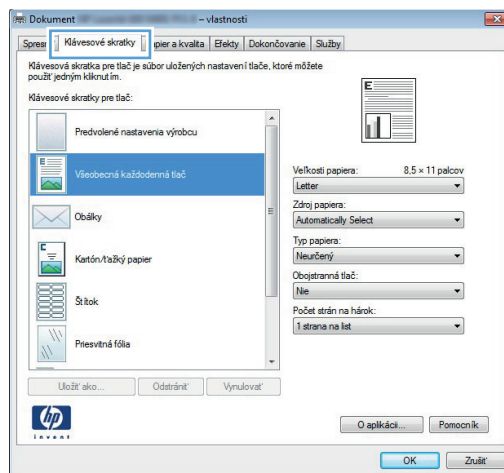 Dokument – vlastnosti
Klávesové skratky Efekty Dokončovanie Služby
Klávesová skratka pre tlač je súbor uložených nastavení tlače, ktoré môžete
použiť jedným kliknutím.
Klávesové skratky pre tlač:
Predvolené nastavenia výrobcu
Všeobecná každodenná tlač
Obálky
Kartón/ťažký papier
Štítok
Priesvitná fólia
Uložiť ako... Odstrániť Vynulovať
E
Veľkosti papiera: 8,5 × 11 palcov
Letter
Zdroj papiera:
Automatically Select
Typ papiera:
Neurčený
Obojstranná tlač:
Nie
Počet strán na hárok:
1 strana na list
hp
invent
O aplikácii... Pomocník
OK Zrušiť